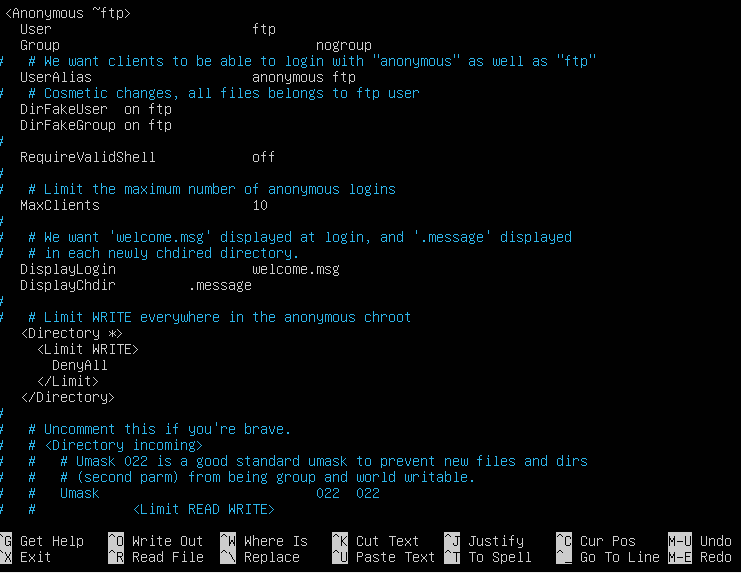 <Anonymous ~ftp>
User ftp
Group nogroup
# # We want clients to be able to login with "anonymous" as well as "ftp"
UserAlias anonymous ftp
# # Cosmetic changes, all files belongs to ftp user
DirFakeUser on ftp
DirFakeGroup on ftp
#
RequireValidShell off
#
# # Limit the maximum number of anonymous logins
MaxClients 10
#
# # We want 'welcome.msg' displayed at login, and '.message' displayed
# # in each newly chdired directory.
DisplayLogin welcome.msg
DisplayChdir .message
#
# # Limit WRITE everywhere in the anonymous chroot
<Directory *>
<Limit WRITE>
DenyAll
</Limit>
</Directory>
#
# # Uncomment this if you're brave.
# # <Directory incoming>
# # # Umask 022 is a good standard umask to prevent new files and dirs
# # # (second parm) from being group and world writable.
# # Umask 022 022
# # <Limit READ WRITE>
^G Get Help ^O Write Out ^W Where Is ^K Cut Text ^J Justify ^C Cur Pos M-U Undo
^X Exit ^R Read File ^\ Replace ^U Paste Text ^T To Spell ^_ Go To Line M-E Redo